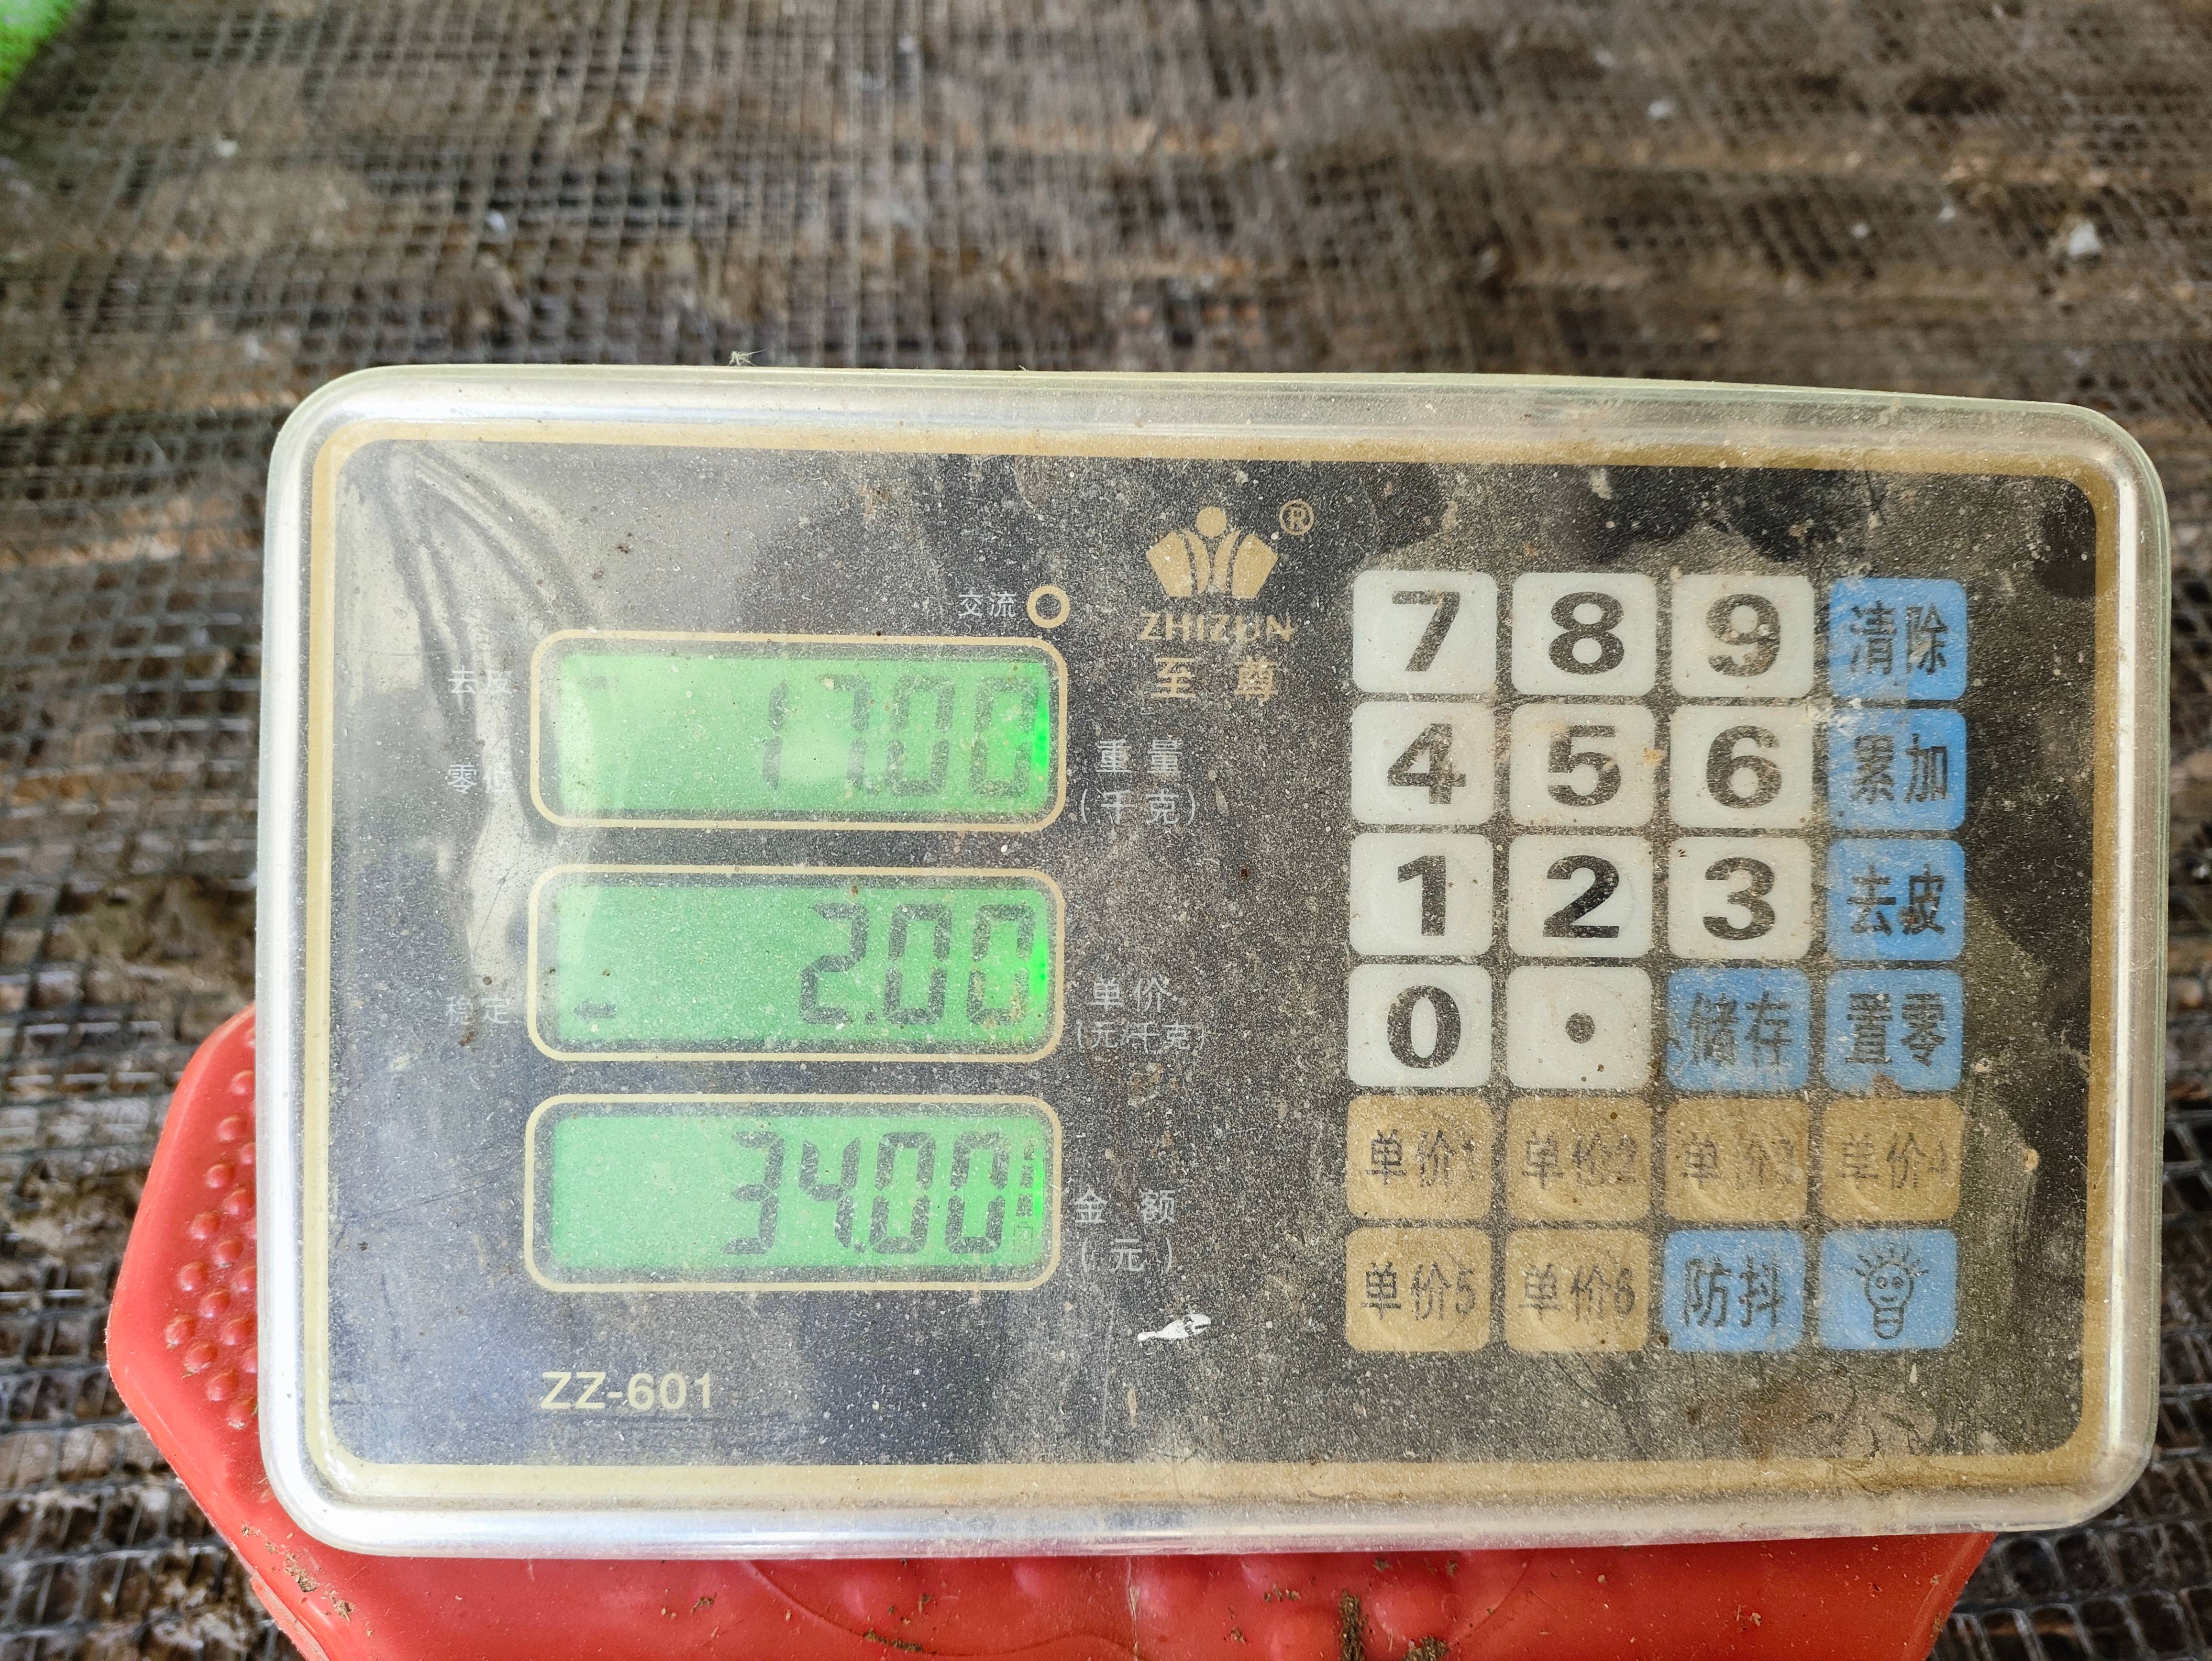 ®
交流
ZHIZUN
至尊
去皮
17.00
零位
重量
(千克)
2.00
稳定
单价
(元/千克)
34.00
金额
(元)
ZZ-601
7 8 9 清除
4 5 6 累加
1 2 3 去皮
0 . 储存 置零
单价1 单价2 单价3 单价4
单价5 单价6 防抖